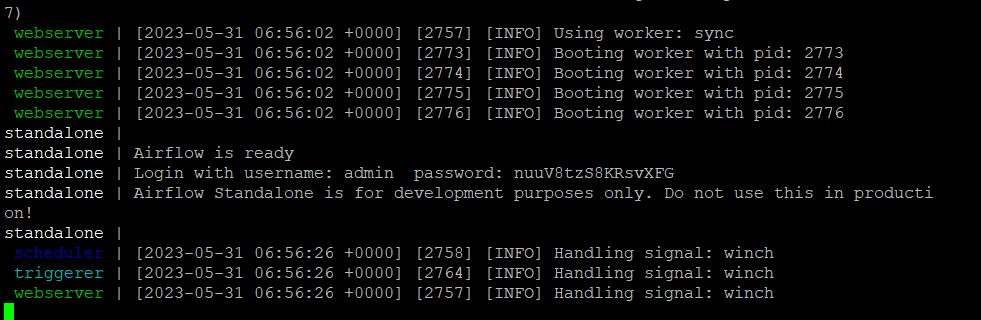 7)
webserver | [2023-05-31 06:56:02 +0000] [2757] [INFO] Using worker: sync
webserver | [2023-05-31 06:56:02 +0000] [2773] [INFO] Booting worker with pid: 2773
webserver | [2023-05-31 06:56:02 +0000] [2774] [INFO] Booting worker with pid: 2774
webserver | [2023-05-31 06:56:02 +0000] [2775] [INFO] Booting worker with pid: 2775
webserver | [2023-05-31 06:56:02 +0000] [2776] [INFO] Booting worker with pid: 2776
standalone |
standalone | Airflow is ready
standalone | Login with username: admin  password: nuuV8tzS8KRsvXFG
standalone | Airflow Standalone is for development purposes only. Do not use this in producti
on!
standalone |
scheduler | [2023-05-31 06:56:26 +0000] [2758] [INFO] Handling signal: winch
triggerer | [2023-05-31 06:56:26 +0000] [2764] [INFO] Handling signal: winch
webserver | [2023-05-31 06:56:26 +0000] [2757] [INFO] Handling signal: winch